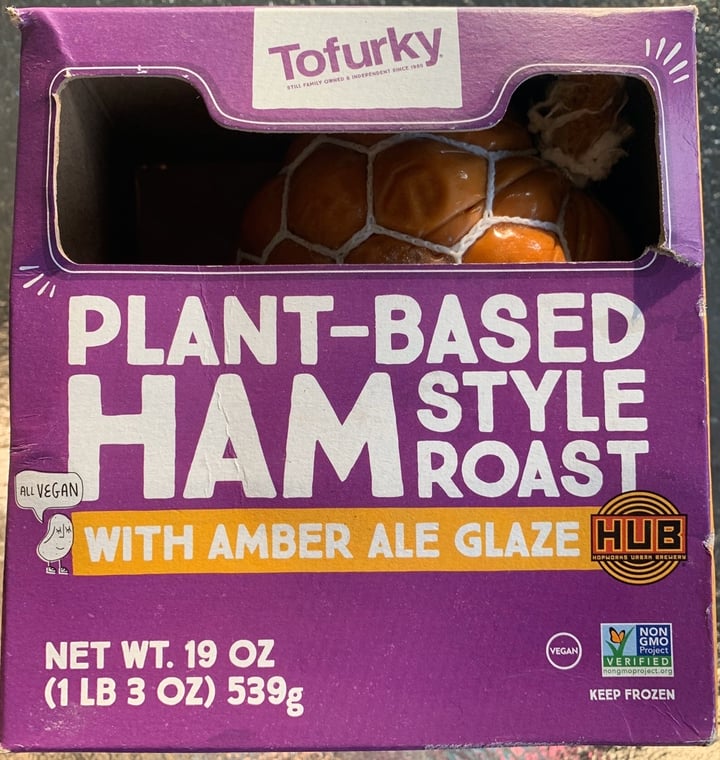 Tofurky
STILL FAMILY OWNED & INDEPENDENT SINCE 1980
PLANT-BASED
HAM STYLE
ROAST
ALL VEGAN
WITH AMBER ALE GLAZE
HUB
HOPWORKS URBAN BREWERY
NET WT. 19 OZ
(1 LB 3 OZ) 539g
VEGAN
NON
GMO
Project
VERIFIED
nongmoproject.org
KEEP FROZEN